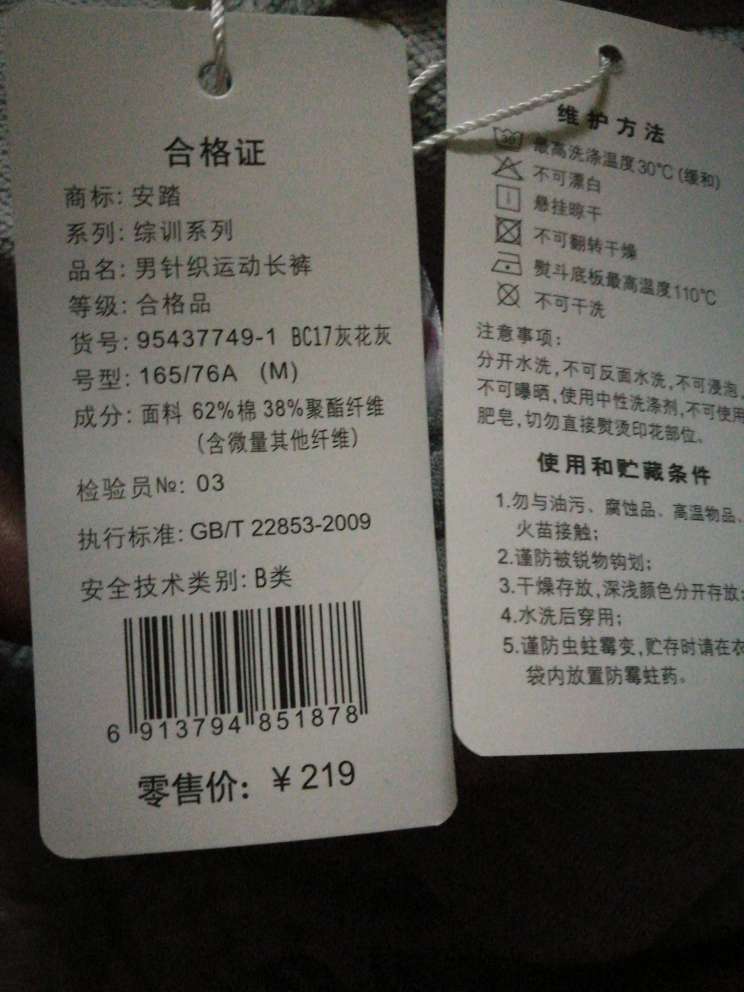 合格证
商标: 安踏
系列: 综训系列
品名: 男针织运动长裤
等级: 合格品
货号: 95437749-1 BC17灰花灰
号型: 165/76A (M)
成分: 面料 62%棉 38%聚酯纤维
(含微量其他纤维)
检验员№: 03
执行标准: GB/T 22853-2009
安全技术类别: B类
6 913794 851878
零售价: ¥ 219
维护方法
最高洗涤温度30℃(缓和)
不可漂白
悬挂晾干
不可翻转干燥
熨斗底板最高温度110℃
不可干洗
注意事项:
分开水洗,不可反面水洗,不可浸泡,
不可曝晒,使用中性洗涤剂,不可使用
肥皂,切勿直接熨烫印花部位。
使用和贮藏条件
1.勿与油污、腐蚀品、高温物品、
火苗接触;
2.谨防被锐物钩划;
3.干燥存放,深浅颜色分开存放;
4.水洗后穿用;
5.谨防虫蛀霉变,贮存时请在衣
袋内放置防霉蛀药。